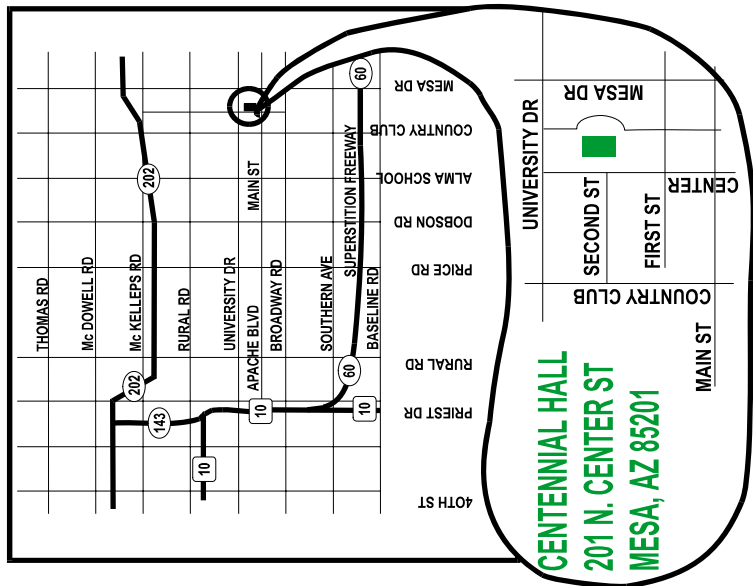 THOMAS RD
Mc DOWELL RD
Mc KELLEPS RD
RURAL RD
UNIVERSITY DR
MAIN ST
APACHE BLVD
BROADWAY RD
SOUTHERN AVE
SUPERSTITION FREEWAY
BASELINE RD
202
202
143
10
10
10
60
60
MESA DR
COUNTRY CLUB
ALMA SCHOOL
DOBSON RD
PRICE RD
RURAL RD
PRIEST DR
4OTH ST
UNIVERSITY DR
MESA DR
SECOND ST
FIRST ST
CENTER
COUNTRY CLUB
MAIN ST
CENTENNIAL HALL
201 N. CENTER ST
MESA, AZ 85201